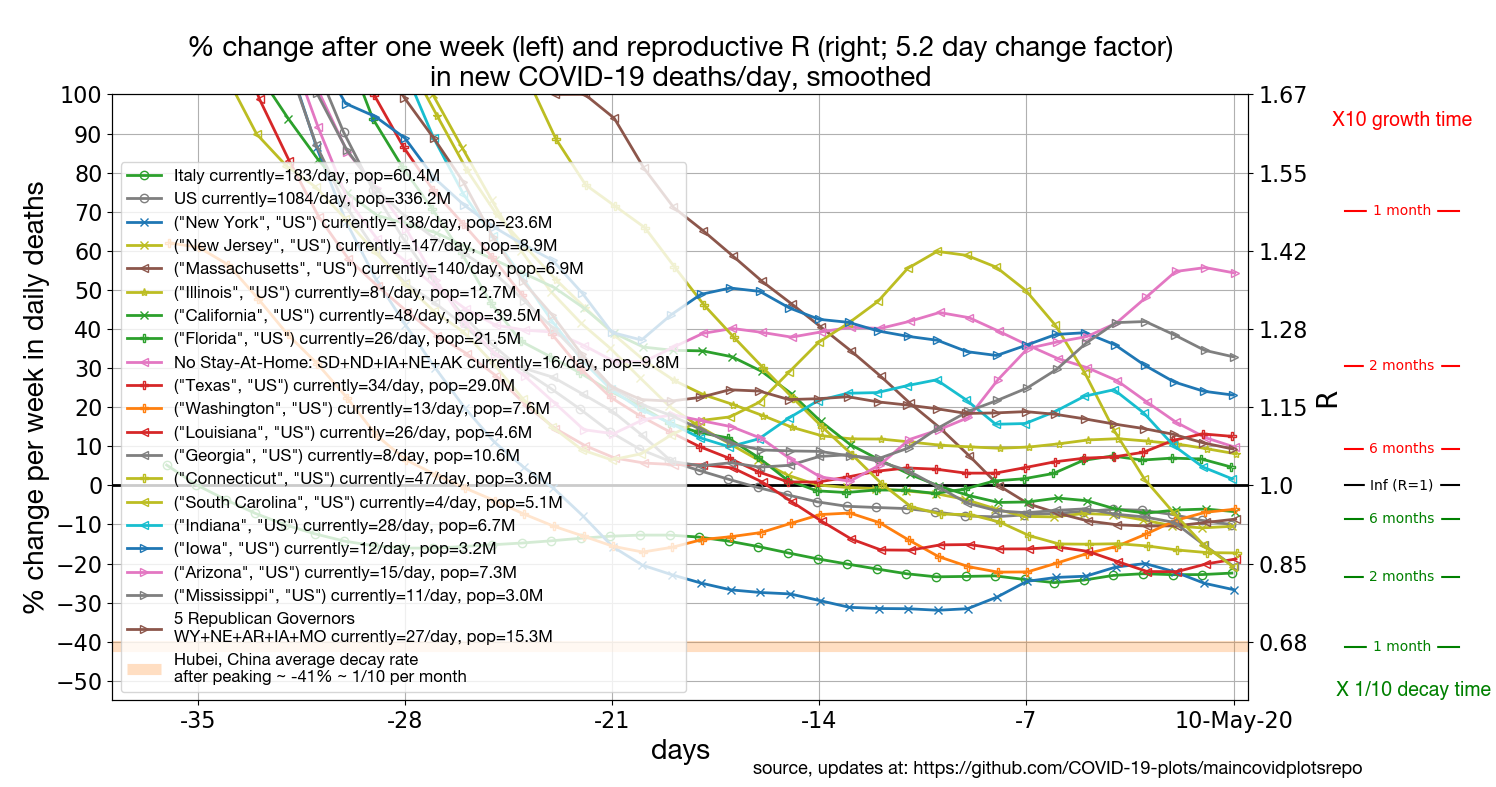 % change after one week (left) and reproductive R (right; 5.2 day change factor)
in new COVID-19 deaths/day, smoothed
% change per week in daily deaths
100
90
80
70
60
50
40
30
20
10
0
−10
−20
−30
−40
−50
Italy currently=183/day, pop=60.4M
US currently=1084/day, pop=336.2M
("New York", "US") currently=138/day, pop=23.6M
("New Jersey", "US") currently=147/day, pop=8.9M
("Massachusetts", "US") currently=140/day, pop=6.9M
("Illinois", "US") currently=81/day, pop=12.7M
("California", "US") currently=48/day, pop=39.5M
("Florida", "US") currently=26/day, pop=21.5M
No Stay-At-Home: SD+ND+IA+NE+AK currently=16/day, pop=9.8M
("Texas", "US") currently=34/day, pop=29.0M
("Washington", "US") currently=13/day, pop=7.6M
("Louisiana", "US") currently=26/day, pop=4.6M
("Georgia", "US") currently=8/day, pop=10.6M
("Connecticut", "US") currently=47/day, pop=3.6M
("South Carolina", "US") currently=4/day, pop=5.1M
("Indiana", "US") currently=28/day, pop=6.7M
("Iowa", "US") currently=12/day, pop=3.2M
("Arizona", "US") currently=15/day, pop=7.3M
("Mississippi", "US") currently=11/day, pop=3.0M
5 Republican Governors
WY+NE+AR+IA+MO currently=27/day, pop=15.3M
Hubei, China average decay rate
after peaking ~ -41% ~ 1/10 per month
1.67
1.55
1.42
1.28
1.15
1.0
0.85
0.68
R
X10 growth time
1 month
2 months
6 months
Inf (R=1)
6 months
2 months
1 month
X 1/10 decay time
-35
-28
-21
-14
-7
10-May-20
days
source, updates at: https://github.com/COVID-19-plots/maincovidplotsrepo